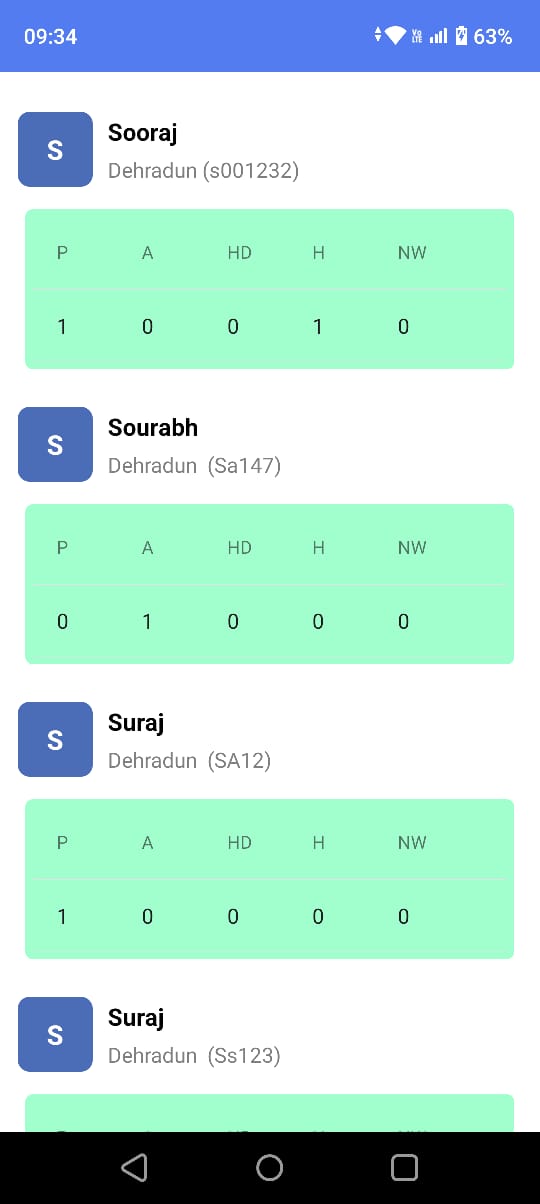 09:34 Vo LTE 63%
S
Sooraj
Dehradun (s001232)
P A HD H NW
1 0 0 1 0
S
Sourabh
Dehradun (Sa147)
P A HD H NW
0 1 0 0 0
S
Suraj
Dehradun (SA12)
P A HD H NW
1 0 0 0 0
S
Suraj
Dehradun (Ss123)